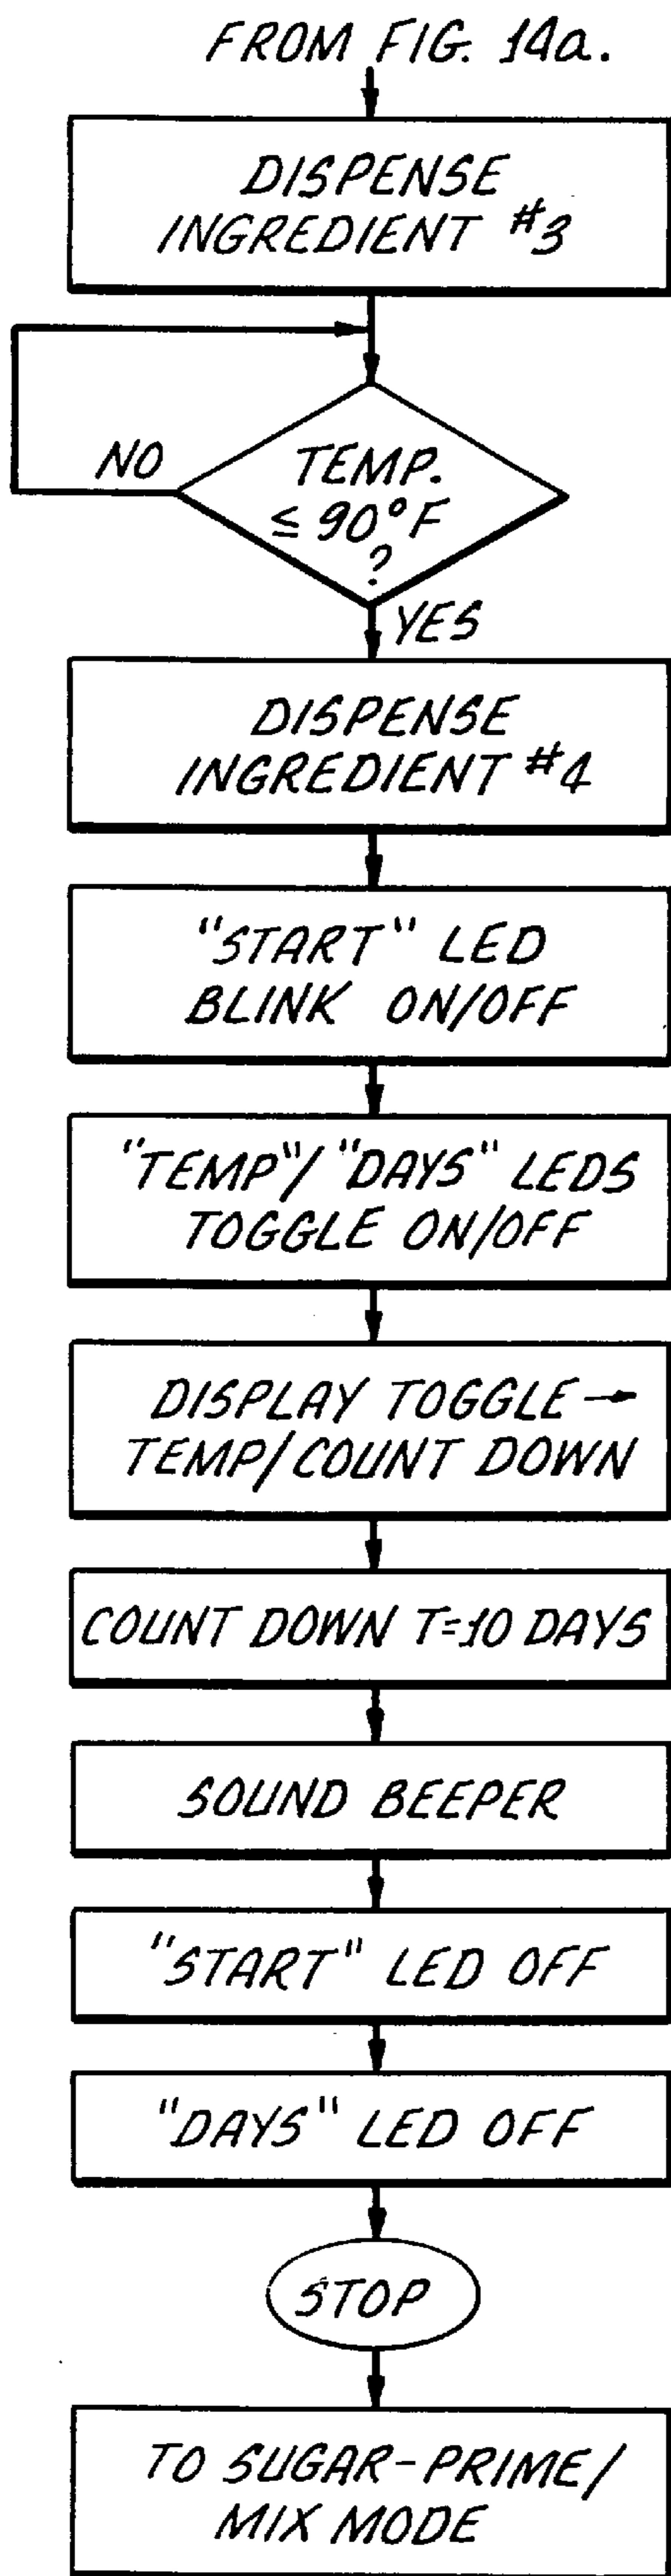 FROM FIG. 14a.
DISPENSE
INGREDIENT #3
NO
TEMP.
≤ 90°F
?
YES
DISPENSE
INGREDIENT #4
"START" LED
BLINK ON/OFF
"TEMP"/"DAYS" LEDS
TOGGLE ON/OFF
DISPLAY TOGGLE→
TEMP/COUNT DOWN
COUNT DOWN T=10 DAYS
SOUND BEEPER
"START" LED OFF
"DAYS" LED OFF
STOP
TO SUGAR-PRIME/
MIX MODE